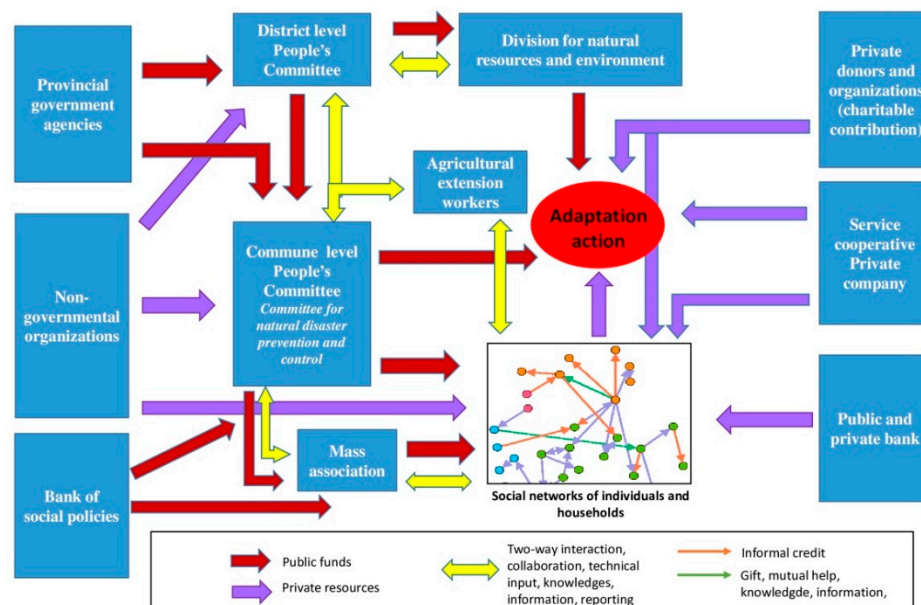 Provincial
government
agencies
District level
People's
Committee
Division for natural
resources and environment
Private
donors and
organizations
(charitable
contribution)
Agricultural
extension
workers
Adaptation
action
Non-
governmental
organizations
Commune level
People's
Committee
Committee for
natural disaster
prevention and
control
Service
cooperative
Private
company
Bank of
social policies
Mass
association
Social networks of individuals and
households
Public and
private bank
Public funds
Private resources
Two-way interaction,
collaboration, technical
input, knowledges,
information, reporting
Informal credit
Gift, mutual help,
knowledgde, information,